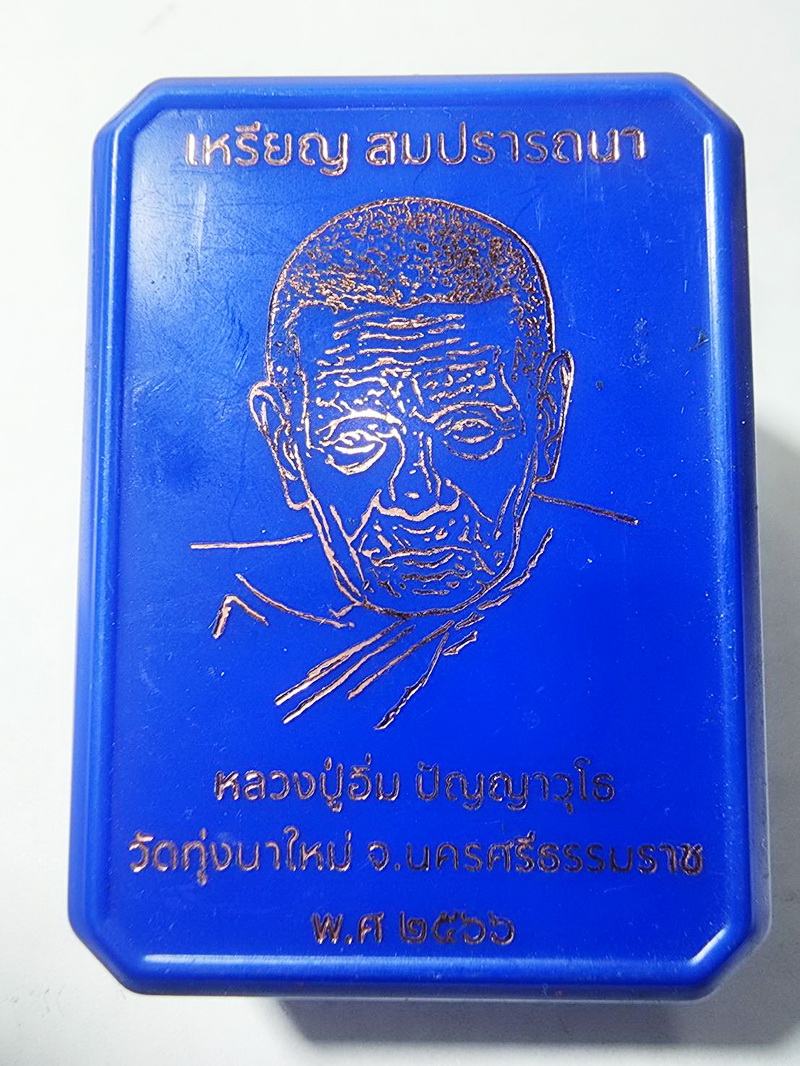 เหรียญ สมปรารถนา
หลวงปู่อิ่ม ปัญญาวุโธ
วัดทุ่งนาใหม่ จ.นครศรีธรรมราช
พ.ศ ๒๕๖๖